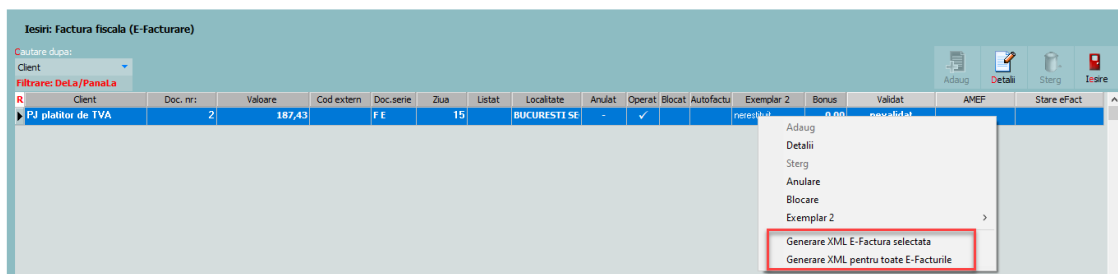 Iesiri: Factura fiscala (E-Facturare)
Cautare dupa:
Client
Filtrare: DeLa/PanaLa
Adaug Detalii Sterg Iesire
R Client Doc. nr: Valoare Cod extern Doc.serie Ziua Listat Localitate Anulat Operat Blocat Autofactu Exemplar 2 Bonus Validat AMEF Stare eFact
PJ platitor de TVA 2 187,43 F E 15 BUCURESTI SE - ✓ nerestituit 0,00 nevalidat
Adaug
Detalii
Sterg
Anulare
Blocare
Exemplar 2 >
Generare XML E-Factura selectata
Generare XML pentru toate E-Facturile